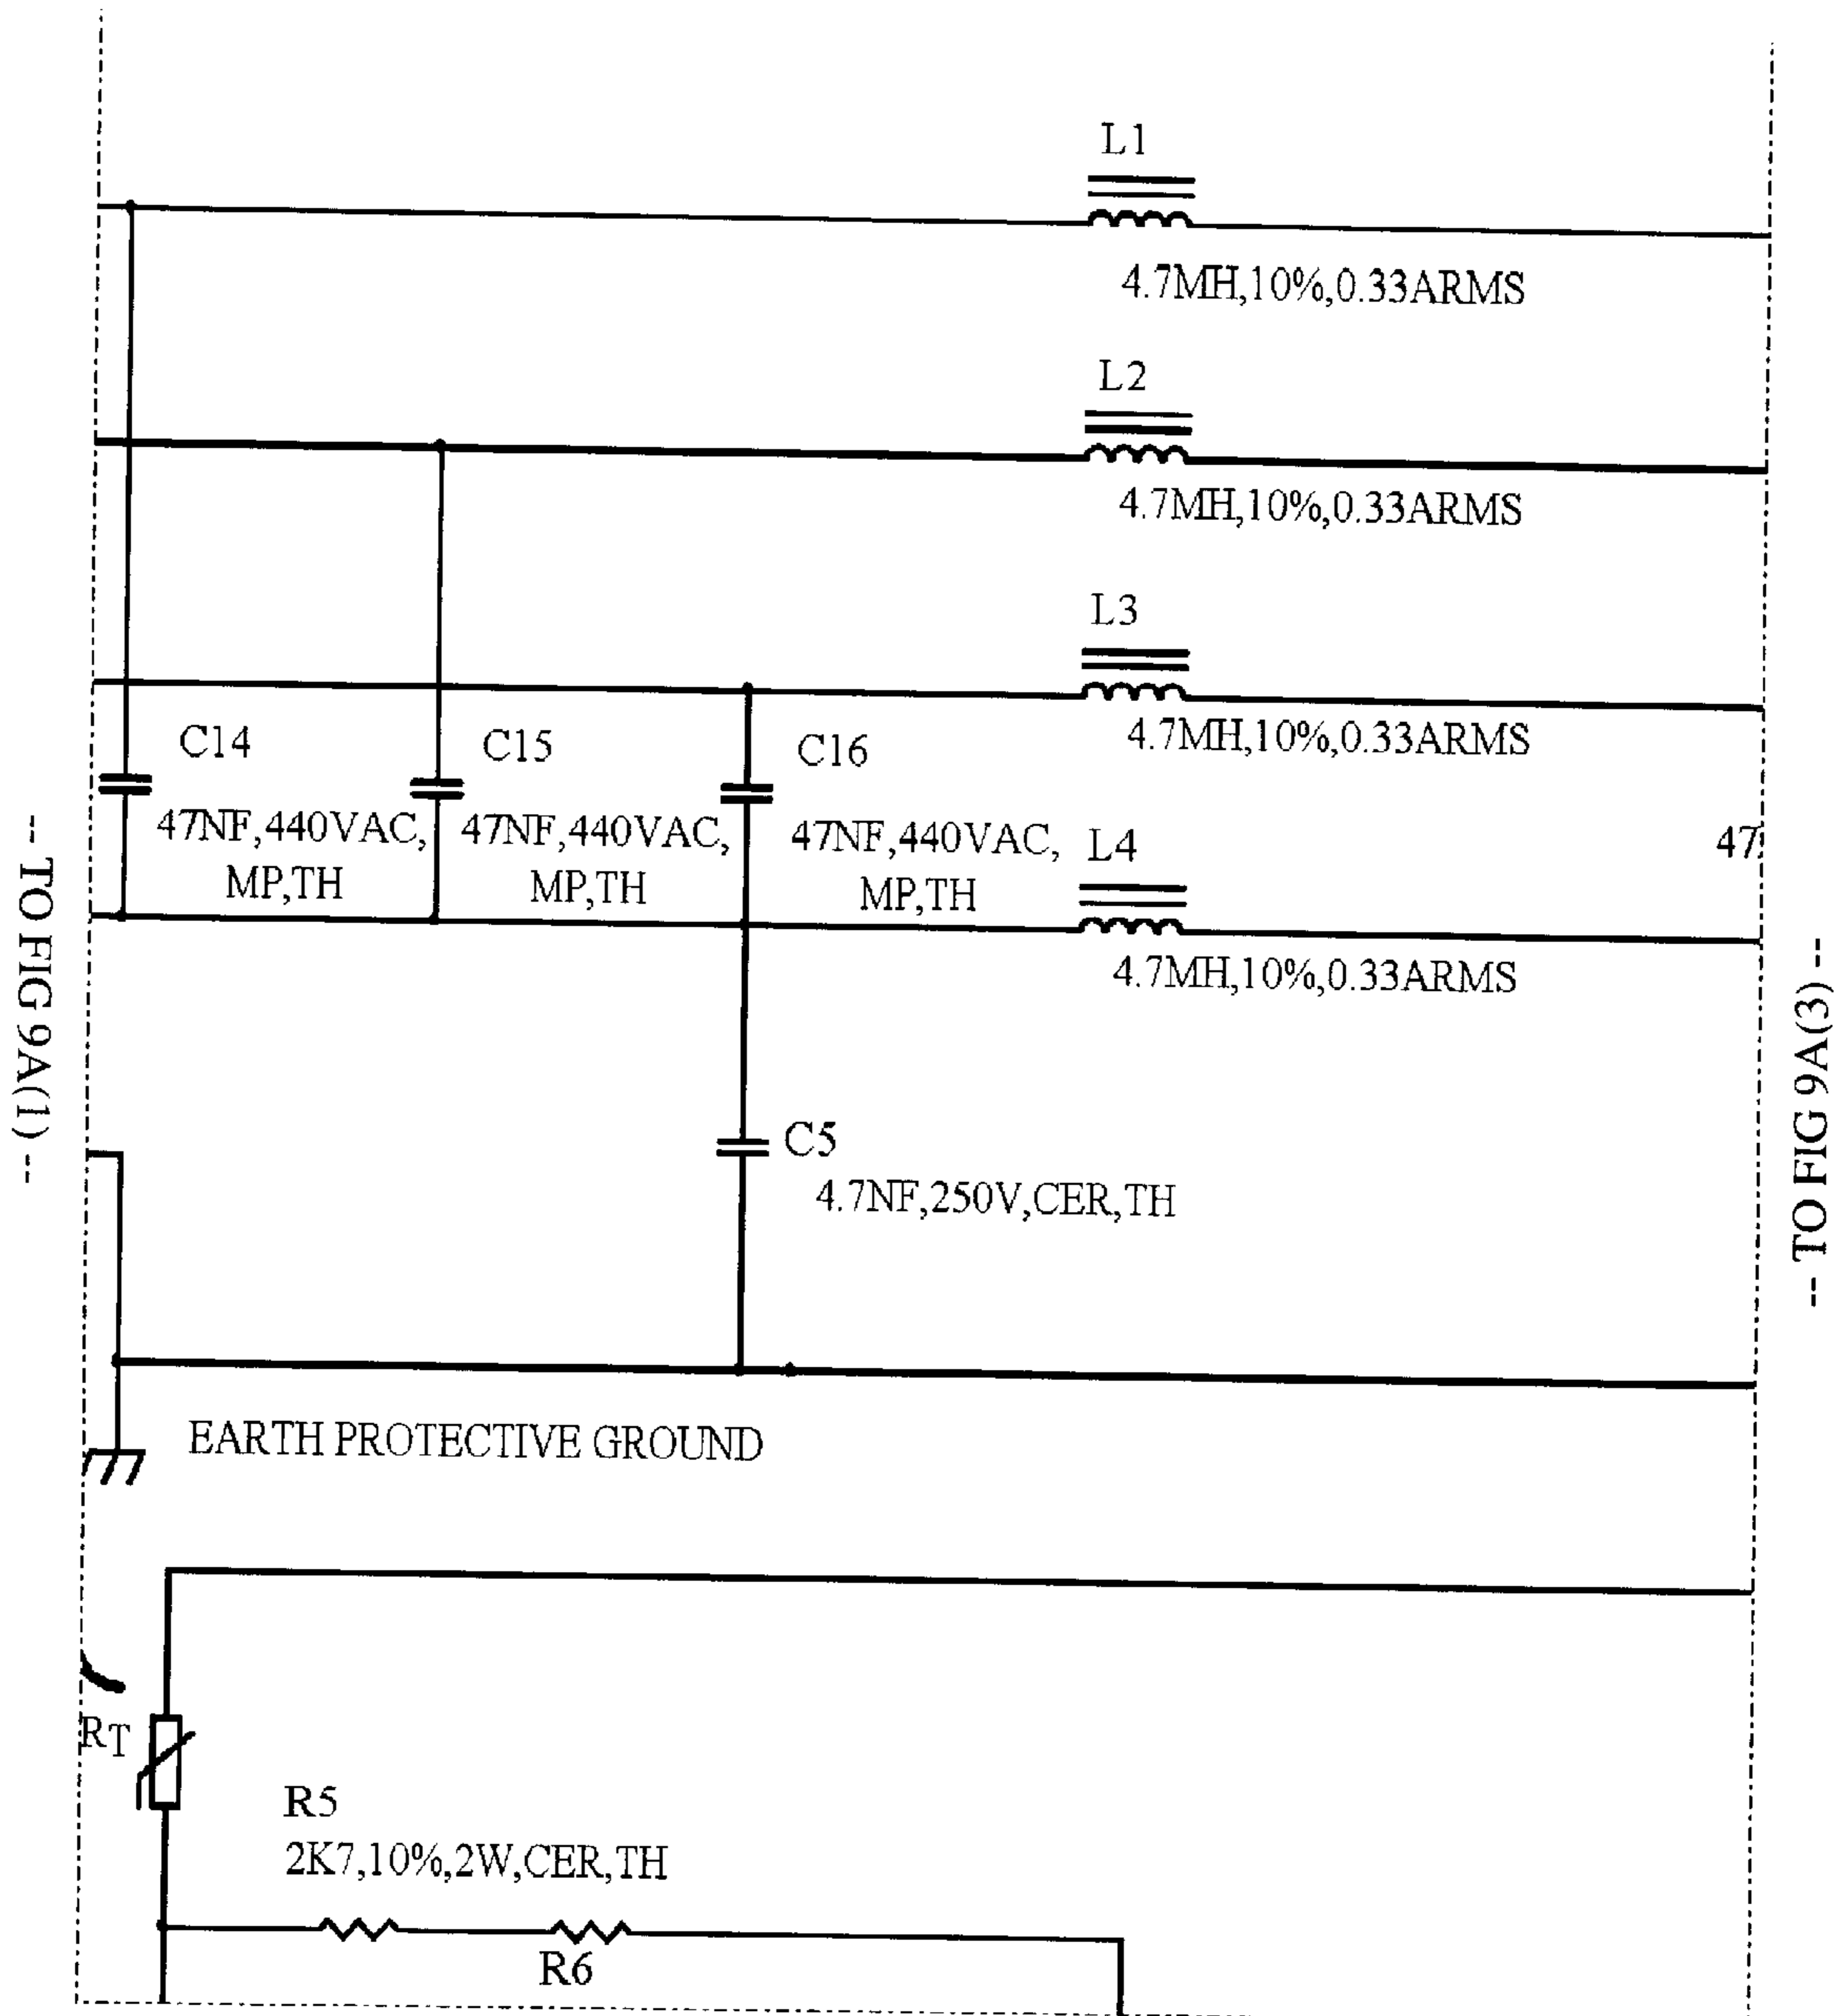 L1
4.7MH,10%,0.33ARMS
L2
4.7MH,10%,0.33ARMS
L3
4.7MH,10%,0.33ARMS
C14
47NF,440VAC,
MP,TH
C15
47NF,440VAC,
MP,TH
C16
47NF,440VAC,
MP,TH
L4
4.7MH,10%,0.33ARMS
47
-- TO FIG 9A(1) --
-- TO FIG 9A(3) --
C5
4.7NF,250V,CER,TH
EARTH PROTECTIVE GROUND
RT
R5
2K7,10%,2W,CER,TH
R6